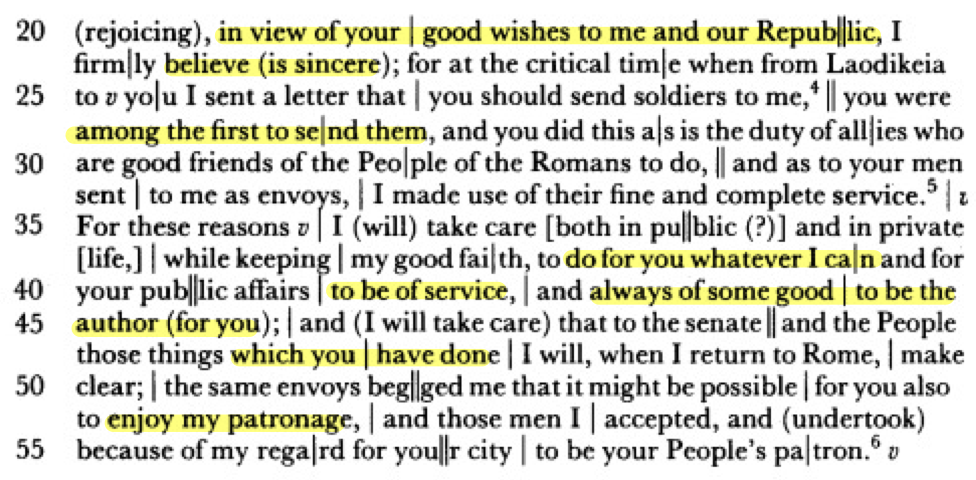 20 (rejoicing), in view of your | good wishes to me and our Repub||lic, I
firm|ly believe (is sincere); for at the critical tim|e when from Laodikeia
25 to v yo|u I sent a letter that | you should send soldiers to me,⁴ || you were
among the first to se|nd them, and you did this a|s is the duty of all|ies who
30 are good friends of the Peo|ple of the Romans to do, || and as to your men
sent | to me as envoys, | I made use of their fine and complete service.⁵ | v
35 For these reasons v | I (will) take care [both in pu||blic (?)] and in private
[life,] | while keeping | my good fai|th, to do for you whatever I ca|n and for
40 your pub||lic affairs | to be of service, | and always of some good | to be the
45 author (for you); | and (I will take care) that to the senate || and the People
those things which you | have done | I will, when I return to Rome, | make
50 clear; | the same envoys beg||ged me that it might be possible | for you also
to enjoy my patronage, | and those men I | accepted, and (undertook)
55 because of my rega|rd for you||r city | to be your People's pa|tron.⁶ v